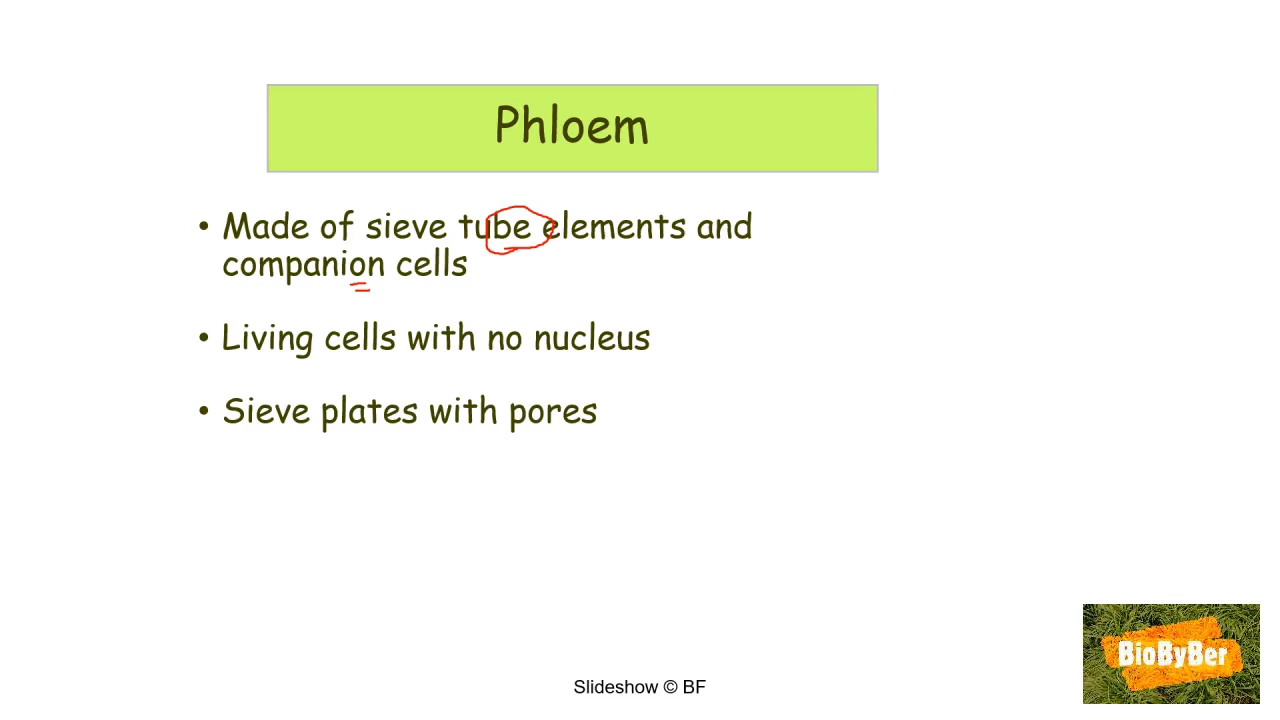 Phloem
• Made of sieve tube elements and
companion cells
• Living cells with no nucleus
• Sieve plates with pores
BioByBer
Slideshow © BF